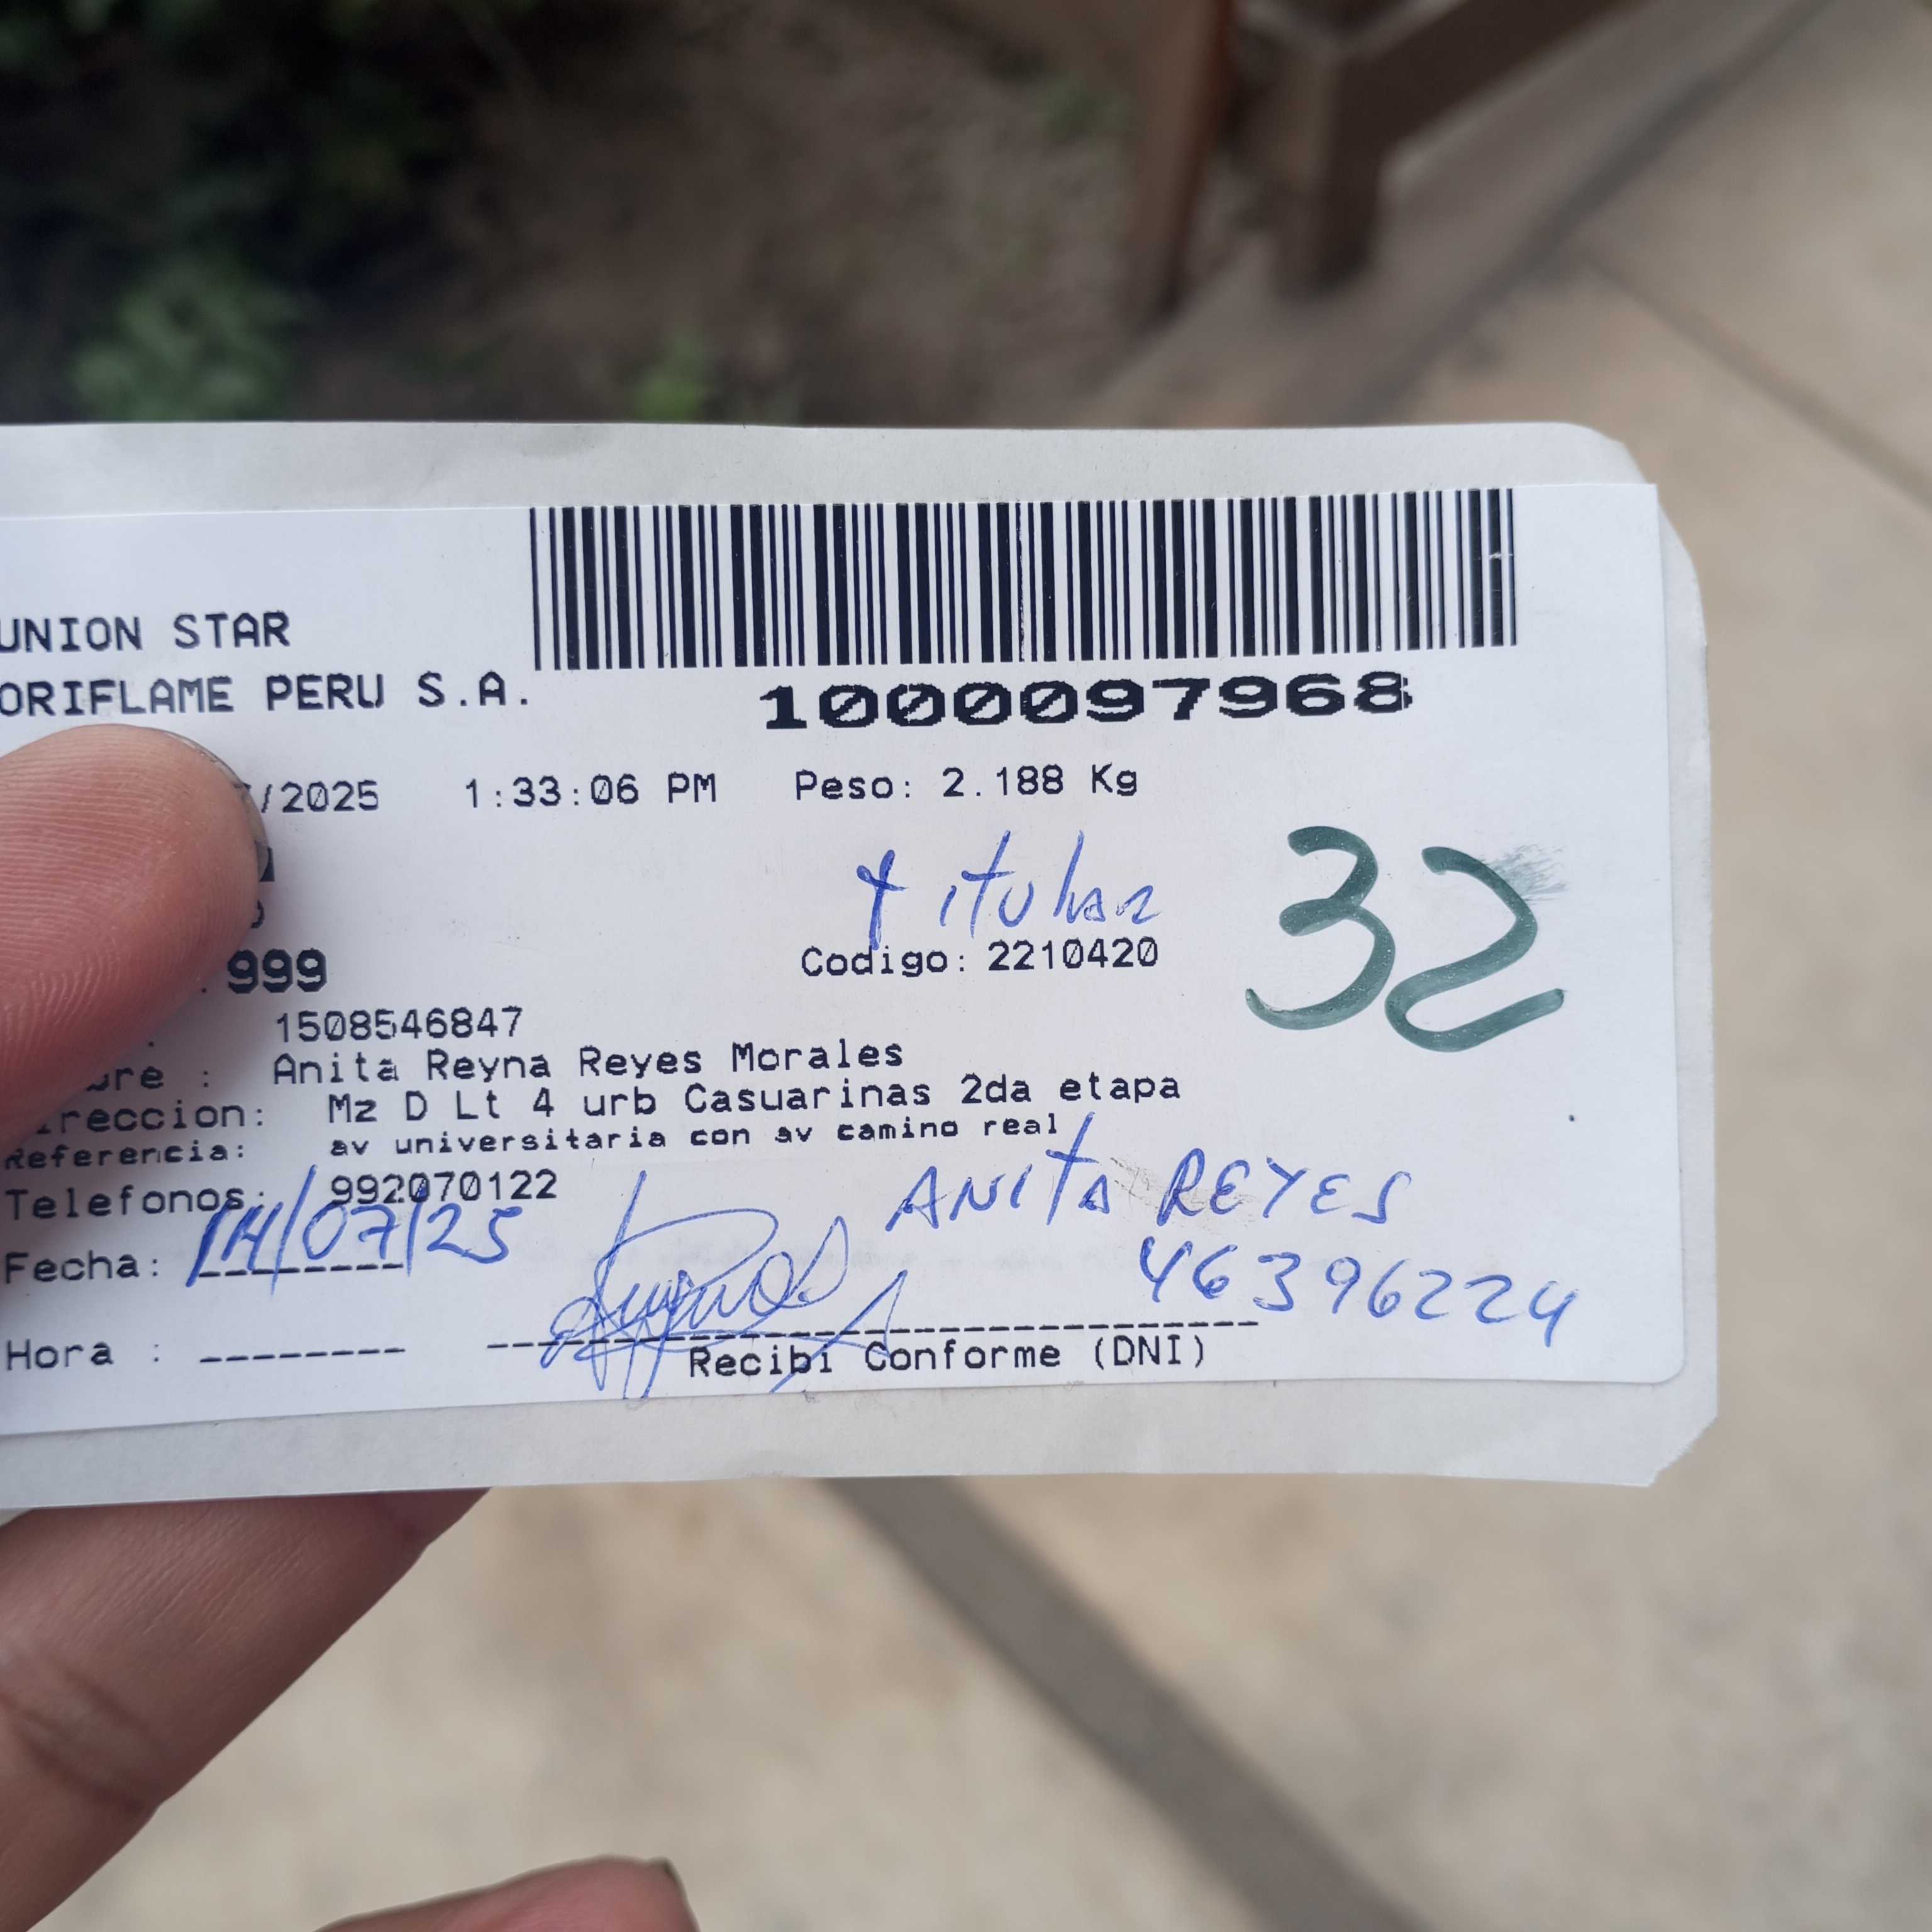 UNION STAR
ORIFLAME PERU S.A.
1000097968
/2025 1:33:06 PM Peso: 2.188 Kg
titular
32
.999
Codigo: 2210420
1508546847
bre : Anita Reyna Reyes Morales
ireccion: Mz D Lt 4 urb Casuarinas 2da etapa
Referencia: av universitaria con av camino real
Telefonos: 992070122
ANITA REYES
Fecha: 14/07/25
46396224
Hora : --------
Recibi Conforme (DNI)